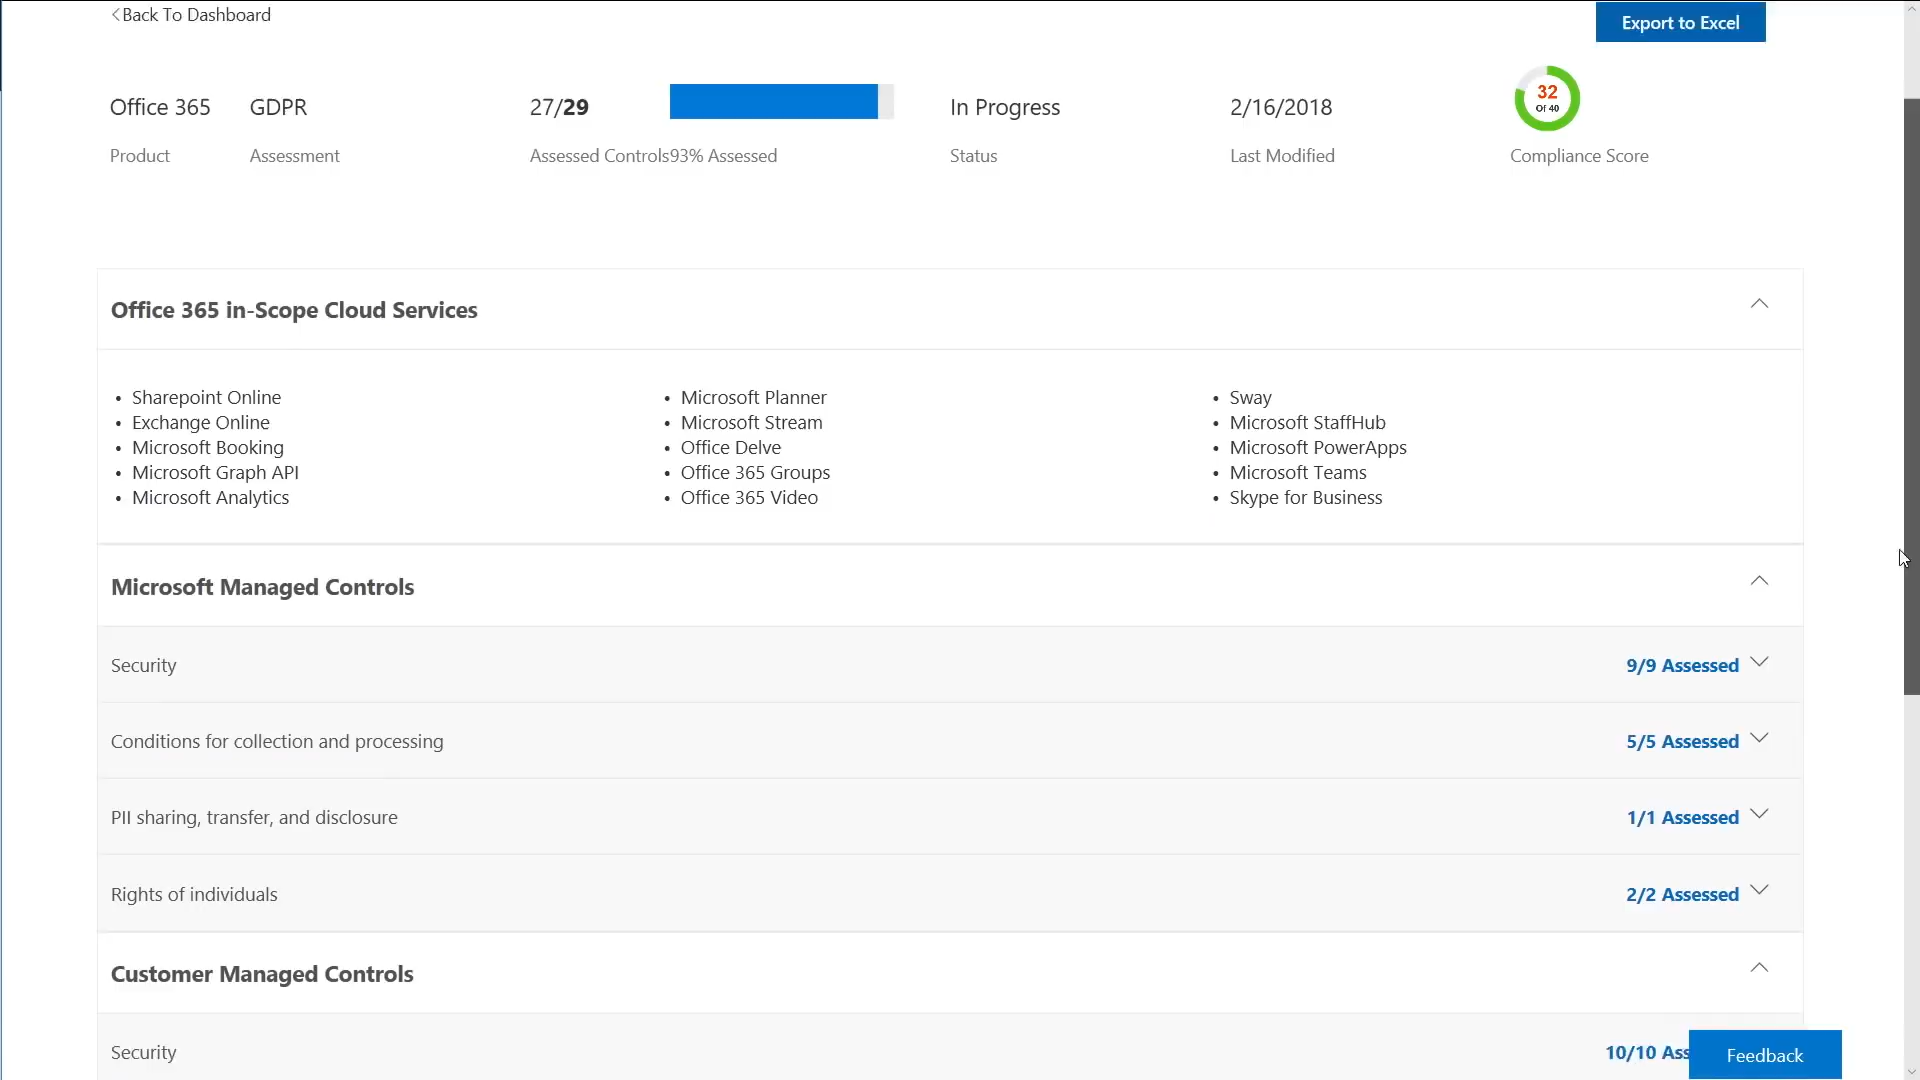 Back To Dashboard
Export to Excel
Office 365 GDPR 27/29 In Progress 2/16/2018 32 Of 40
Product Assessment Assessed Controls 93% Assessed Status Last Modified Compliance Score
Office 365 in-Scope Cloud Services
Sharepoint Online
Exchange Online
Microsoft Booking
Microsoft Graph API
Microsoft Analytics
Microsoft Planner
Microsoft Stream
Office Delve
Office 365 Groups
Office 365 Video
Sway
Microsoft StaffHub
Microsoft PowerApps
Microsoft Teams
Skype for Business
Microsoft Managed Controls
Security 9/9 Assessed
Conditions for collection and processing 5/5 Assessed
PII sharing, transfer, and disclosure 1/1 Assessed
Rights of individuals 2/2 Assessed
Customer Managed Controls
Security 10/10 Ass
Feedback